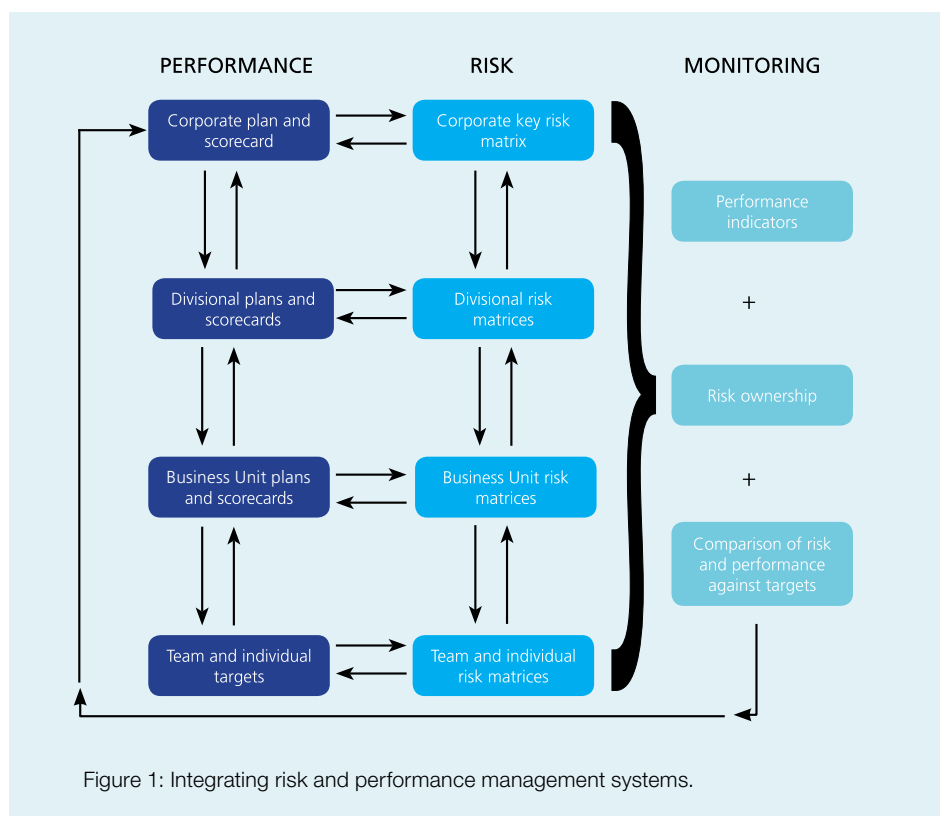 PERFORMANCE
RISK
MONITORING
Corporate plan and
scorecard
Corporate key risk
matrix
Performance
indicators
+
Divisional plans and
scorecards
Divisional risk
matrices
Risk ownership
+
Business Unit plans
and scorecards
Business Unit risk
matrices
Comparison of risk
and performance
against targets
Team and individual
targets
Team and individual
risk matrices
Figure 1: Integrating risk and performance management systems.